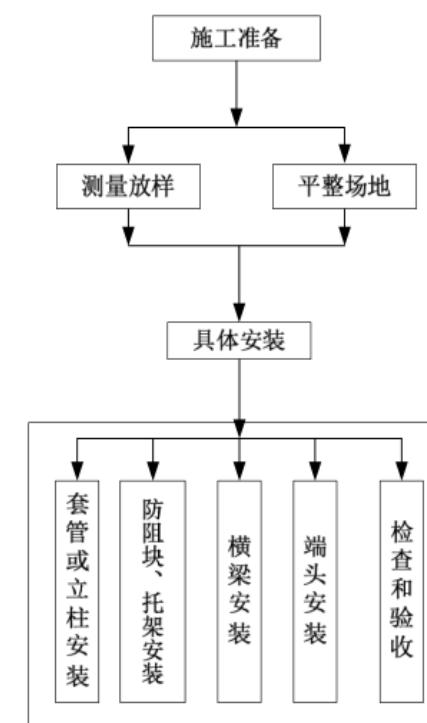 施工准备
测量放样
平整场地
具体安装
套管或立柱安装
防阻块、托架安装
横梁安装
端头安装
检查和验收